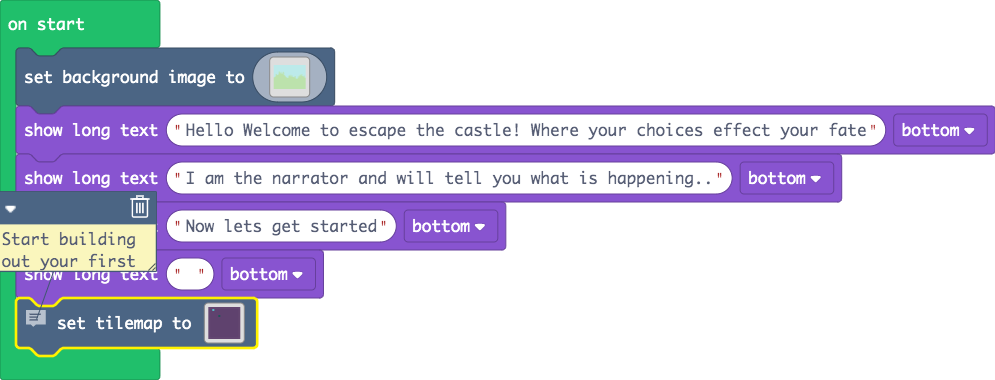 on start
set background image to
show long text "Hello Welcome to escape the castle! Where your choices effect your fate" bottom
show long text "I am the narrator and will tell you what is happening.." bottom
"Now lets get started" bottom
Start building
out your first
show long text " " bottom
set tilemap to